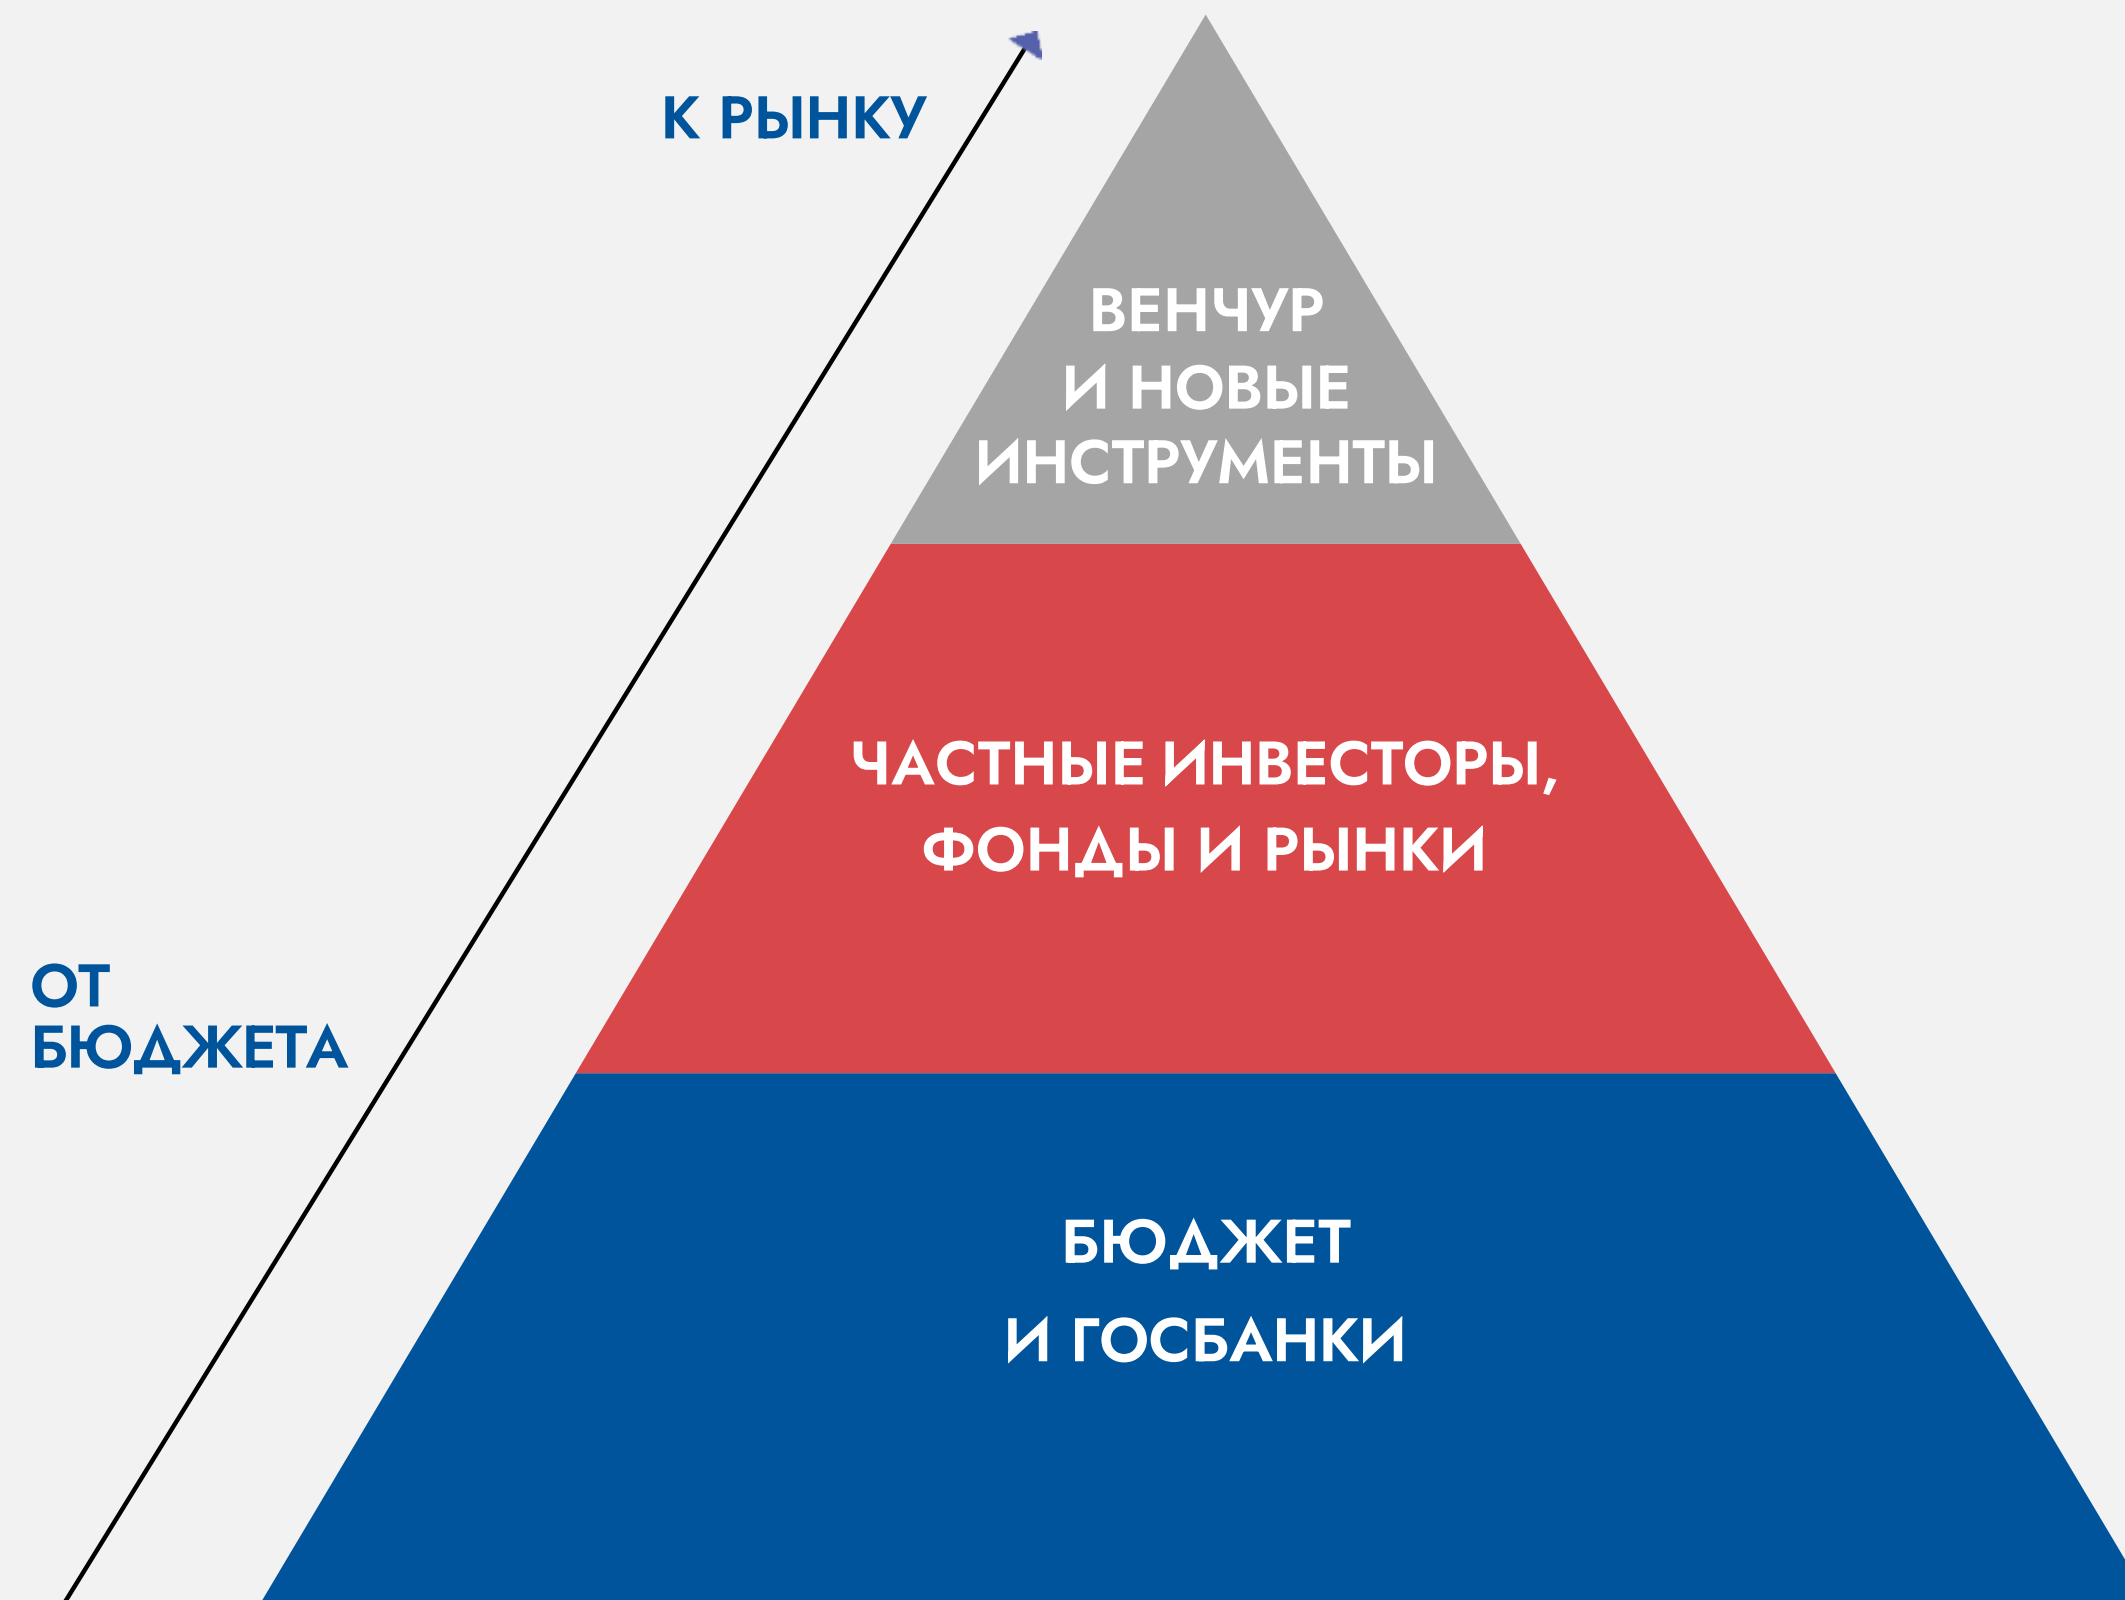 К РЫНКУ
ВЕНЧУР
И НОВЫЕ
ИНСТРУМЕНТЫ
ЧАСТНЫЕ ИНВЕСТОРЫ,
ФОНДЫ И РЫНКИ
ОТ
БЮДЖЕТА
БЮДЖЕТ
И ГОСБАНКИ